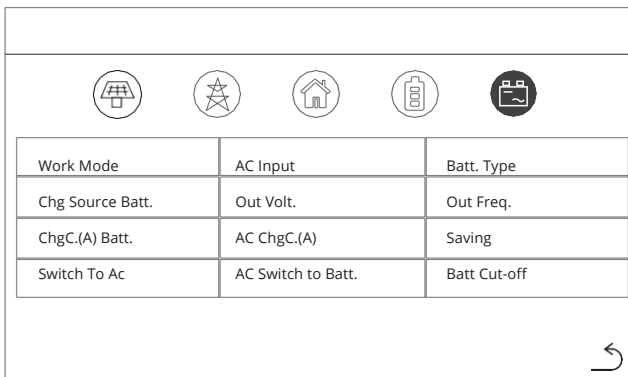 Work Mode AC Input Batt. Type
Chg Source Batt. Out Volt. Out Freq.
ChgC.(A) Batt. AC ChgC.(A) Saving
Switch To Ac AC Switch to Batt. Batt Cut-off